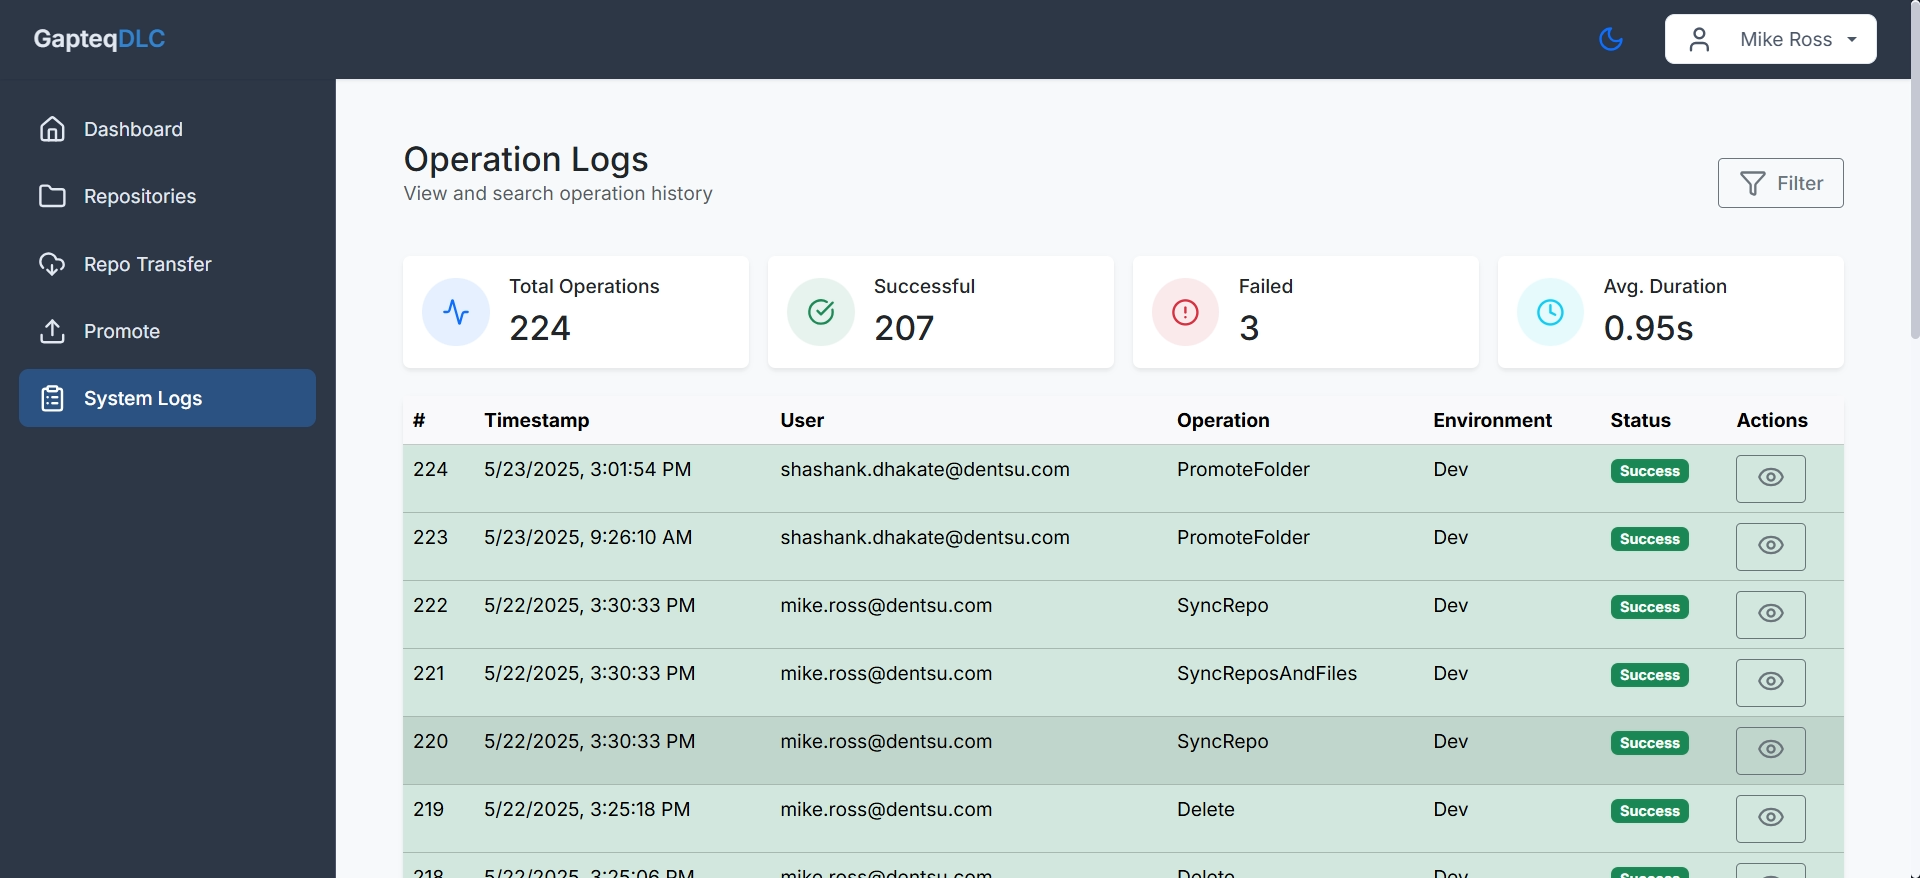 GapteqDLC
Mike Ross
Dashboard
Repositories
Repo Transfer
Promote
System Logs
Operation Logs
View and search operation history
Filter
Total Operations
224
Successful
207
Failed
3
Avg. Duration
0.95s
# Timestamp User Operation Environment Status Actions
224 5/23/2025, 3:01:54 PM shashank.dhakate@dentsu.com PromoteFolder Dev Success
223 5/23/2025, 9:26:10 AM shashank.dhakate@dentsu.com PromoteFolder Dev Success
222 5/22/2025, 3:30:33 PM mike.ross@dentsu.com SyncRepo Dev Success
221 5/22/2025, 3:30:33 PM mike.ross@dentsu.com SyncReposAndFiles Dev Success
220 5/22/2025, 3:30:33 PM mike.ross@dentsu.com SyncRepo Dev Success
219 5/22/2025, 3:25:18 PM mike.ross@dentsu.com Delete Dev Success
218 5/22/2025, 3:25:06 PM mike.ross@dentsu.com Delete Dev Success